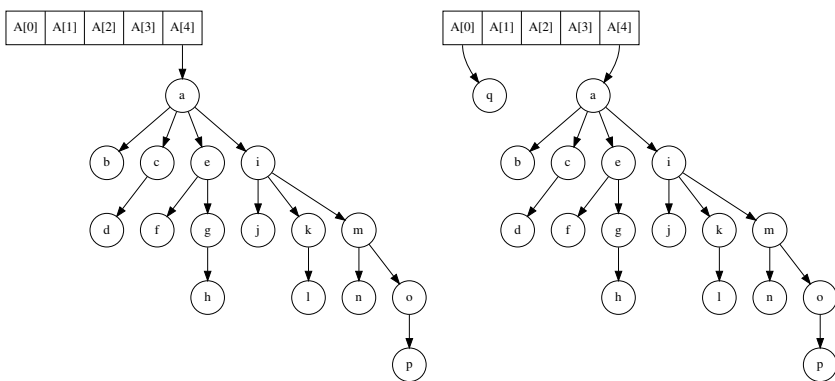 A[0] A[1] A[2] A[3] A[4] A[0] A[1] A[2] A[3] A[4]
a q a
b c e i b c e i
d f g j k m d f g j k m
h l n o h l n o
p p